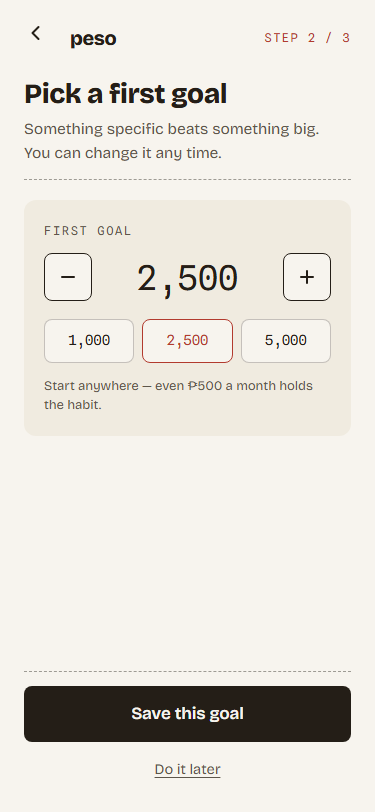 peso
STEP 2 / 3
Pick a first goal
Something specific beats something big.
You can change it any time.
FIRST GOAL
− 2,500 +
1,000 2,500 5,000
Start anywhere — even ₱500 a month holds
the habit.
Save this goal
Do it later